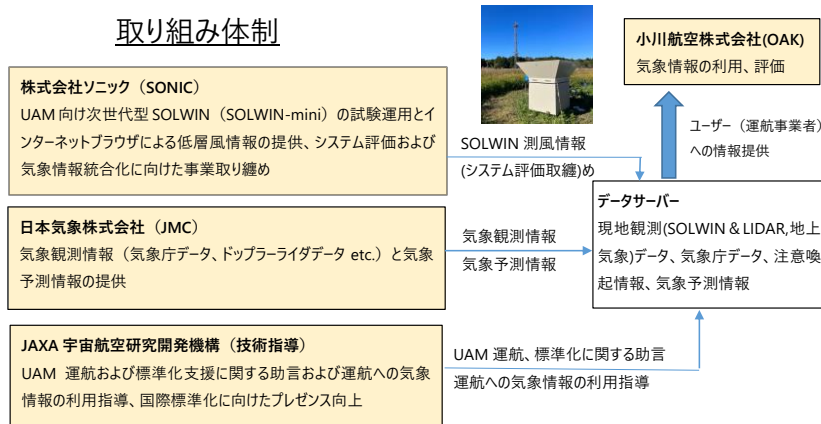 取り組み体制
株式会社ソニック（SONIC）
UAM 向け次世代型 SOLWIN（SOLWIN-mini）の試験運用とイ
ンターネットブラウザによる低層風情報の提供、システム評価および
気象情報統合化に向けた事業取り纏め
SOLWIN 測風情報
(システム評価取纏)め
小川航空株式会社(OAK)
気象情報の利用、評価
ユーザー（運航事業者）
への情報提供
日本気象株式会社（JMC）
気象観測情報（気象庁データ、ドップラーライダデータ etc.）と気象
予測情報の提供
気象観測情報
気象予測情報
データサーバー
現地観測(SOLWIN＆LIDAR,地上
気象)データ、気象庁データ、注意喚
起情報、気象予測情報
JAXA 宇宙航空研究開発機構（技術指導）
UAM 運航および標準化支援に関する助言および運航への気象
情報の利用指導、国際標準化に向けたプレゼンス向上
UAM 運航、標準化に関する助言
運航への気象情報の利用指導